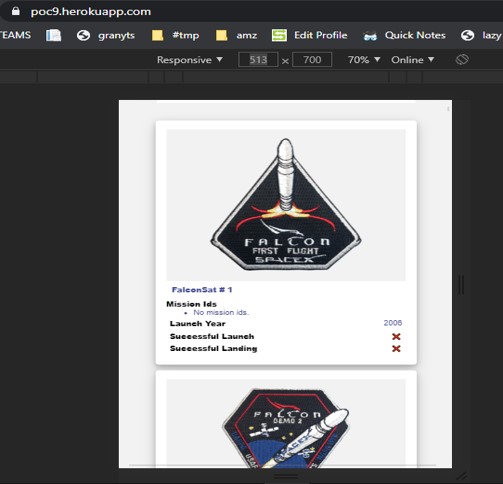 poc9.herokuapp.com
TEAMS granyts #tmp amz Edit Profile Quick Notes lazy
Responsive 513 x 700 70% Online
FALCON
FIRST FLIGHT
SPACEX
FalconSat # 1
Mission Ids
No mission ids.
Launch Year 2006
Successful Launch
Successful Landing
FALCON
DEMO 2
SPACEX